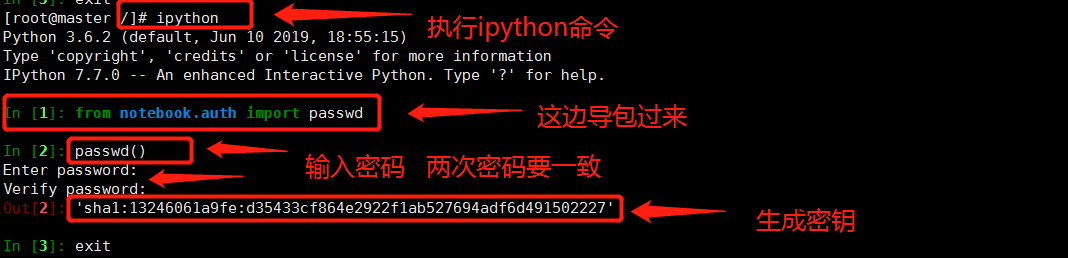 [root@master /]# ipython
执行ipython命令
Python 3.6.2 (default, Jun 10 2019, 18:55:15)
Type 'copyright', 'credits' or 'license' for more information
IPython 7.7.0 -- An enhanced Interactive Python. Type '?' for help.
In [1]: from notebook.auth import passwd
这边导包过来
In [2]: passwd()
Enter password:
输入密码 两次密码要一致
Verify password:
Out[2]: 'sha1:13246061a9fe:d35433cf864e2922f1ab527694adf6d491502227'
生成密钥
In [3]: exit